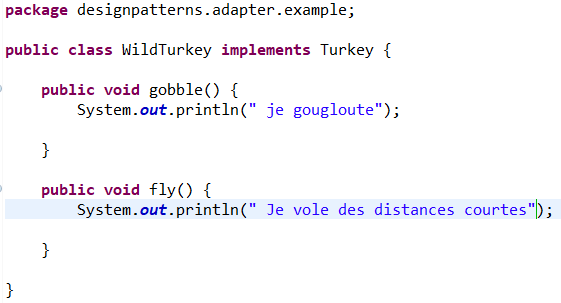 package designpatterns.adapter.example;
public class WildTurkey implements Turkey {
public void gobble() {
System.out.println(" je gougloute");
}
public void fly() {
System.out.println(" Je vole des distances courtes");
}
}